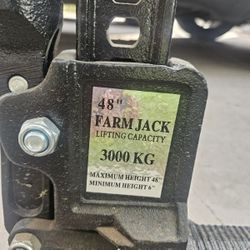 48"
FARM JACK
LIFTING CAPACITY
3000 KG
MAXIMUM HEIGHT 48"
MINIMUM HEIGHT 6"